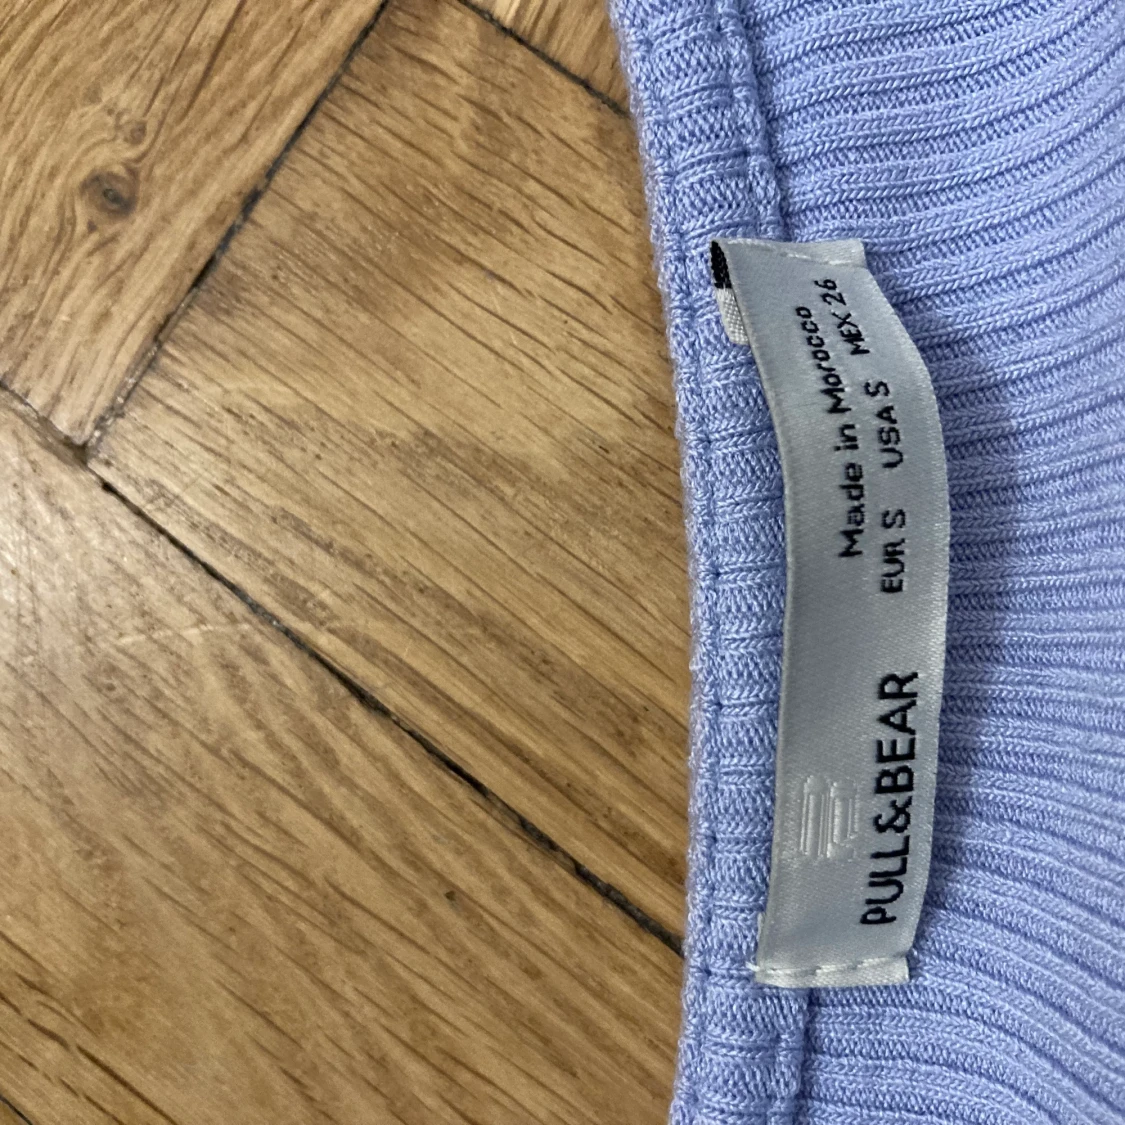 PULL&BEAR
Made in Morocco
EUR S USA S MEX 26